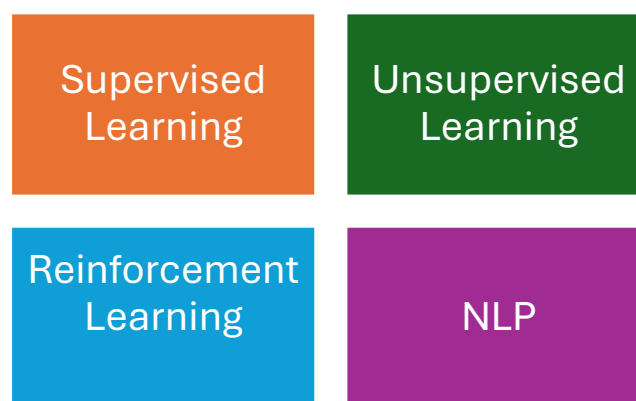 Supervised
Learning
Unsupervised
Learning
Reinforcement
Learning
NLP